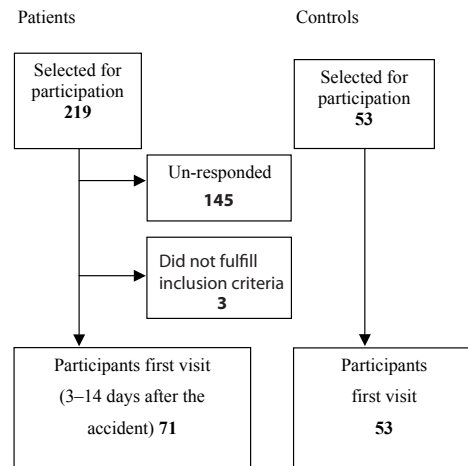 Patients
Controls
Selected for
participation
219
Selected for
participation
53
Un-responded
145
Did not fulfill
inclusion criteria
3
Participants first visit
(3–14 days after the
accident) 71
Participants
first visit
53